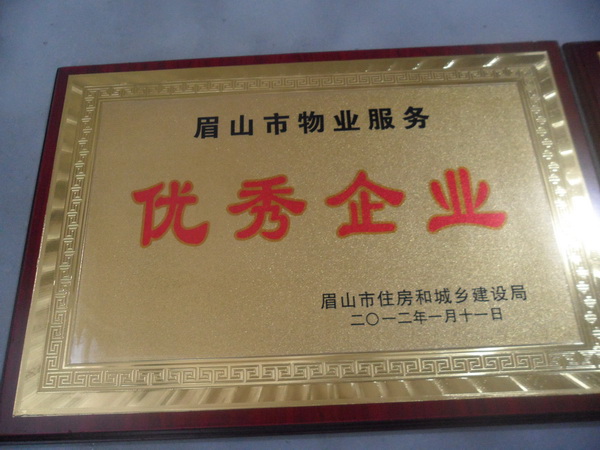 眉山市物业服务
优秀企业
眉山市住房和城乡建设局
二〇一二年一月十一日